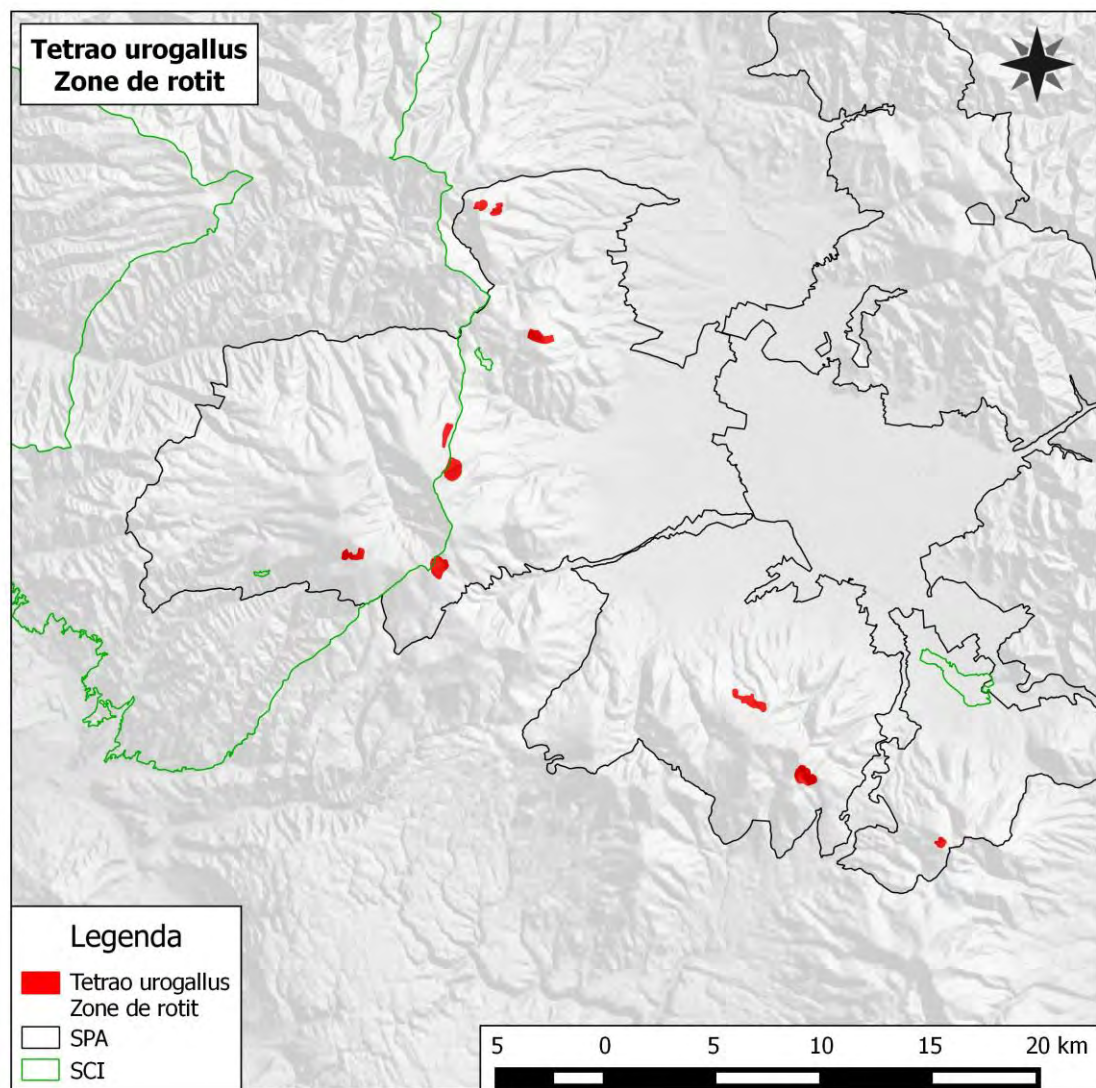 Tetrao urogallus
Zone de rotit
Legenda
Tetrao urogallus
Zone de rotit
SPA
SCI
5 0 5 10 15 20 km